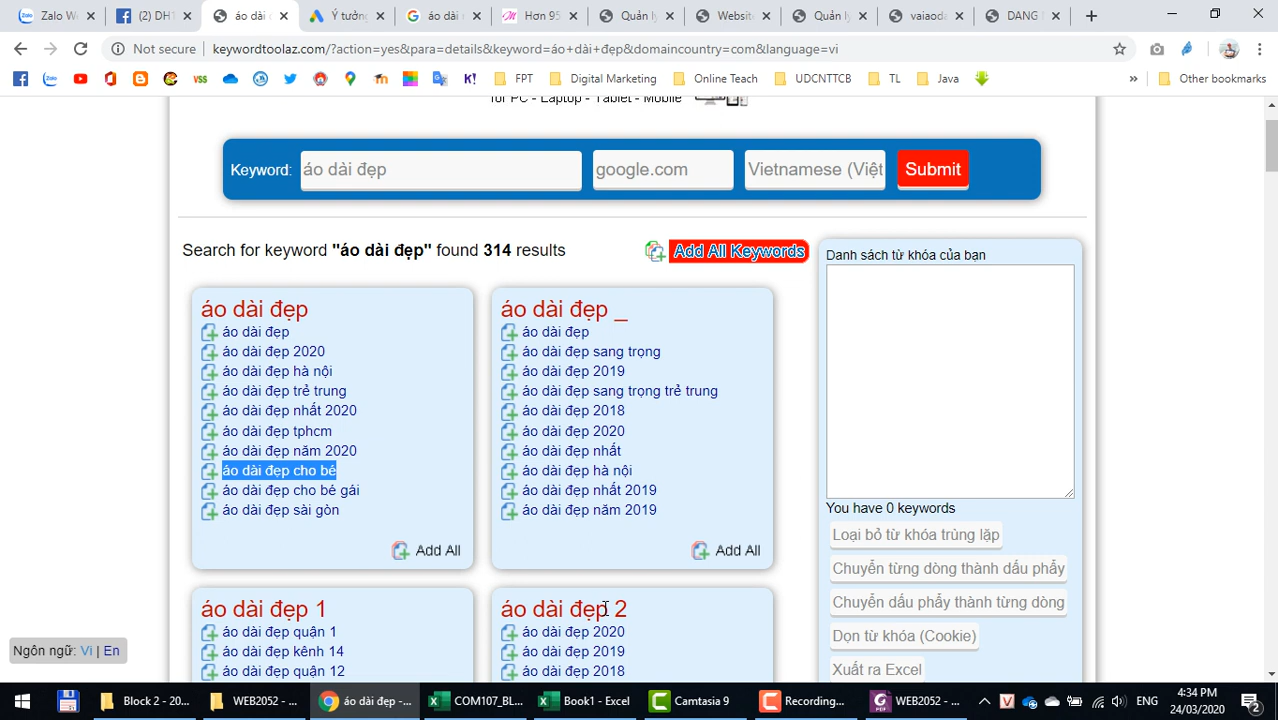 Zalo W
(2) DH1
áo dài đ
Ý tưởng
áo dài
Hơn 95
Quản lý
Website
Quản lý
vaiaoda
DANG
Not secure
keywordtoolaz.com/?action=yes&para=details&keyword=áo+dài+đẹp&domaincountry=com&language=vi
FPT
Digital Marketing
Online Teach
UDCNTTCB
TL
Java
Other bookmarks
for PC - Laptop - Tablet - Mobile
Keyword: áo dài đẹp google.com Vietnamese (Việt Submit
Search for keyword "áo dài đẹp" found 314 results
Add All Keywords
áo dài đẹp
áo dài đẹp
áo dài đẹp 2020
áo dài đẹp hà nội
áo dài đẹp trẻ trung
áo dài đẹp nhất 2020
áo dài đẹp tphcm
áo dài đẹp năm 2020
áo dài đẹp cho bé
áo dài đẹp cho bé gái
áo dài đẹp sài gòn
Add All
áo dài đẹp _
áo dài đẹp
áo dài đẹp sang trọng
áo dài đẹp 2019
áo dài đẹp sang trọng trẻ trung
áo dài đẹp 2018
áo dài đẹp 2020
áo dài đẹp nhất
áo dài đẹp hà nội
áo dài đẹp nhất 2019
áo dài đẹp năm 2019
Add All
áo dài đẹp 1
áo dài đẹp quận 1
áo dài đẹp kênh 14
áo dài đẹp quận 12
áo dài đẹp 2
áo dài đẹp 2020
áo dài đẹp 2019
áo dài đẹp 2018
Danh sách từ khóa của bạn
You have 0 keywords
Loại bỏ từ khóa trùng lặp
Chuyển từng dòng thành dấu phẩy
Chuyển dấu phẩy thành từng dòng
Dọn từ khóa (Cookie)
Xuất ra Excel
Ngôn ngữ: Vi | En
Block 2 - 20...
WEB2052 - ...
áo dài đẹp -...
COM107_BL...
Book1 - Excel
Camtasia 9
Recording...
WEB2052 - ...
ENG
4:34 PM
24/03/2020
2